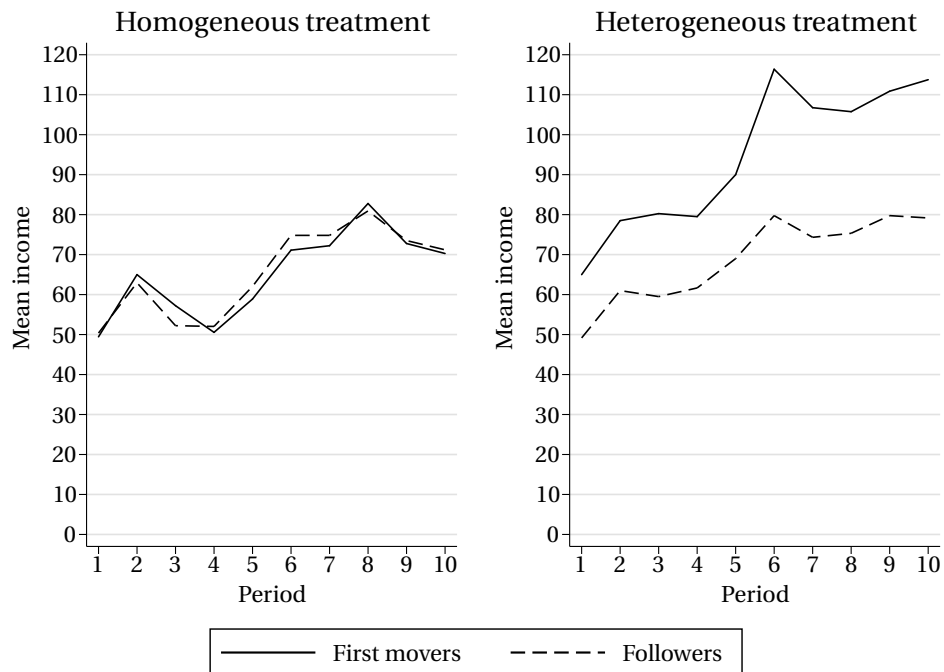 Homogeneous treatment
Mean income
120
110
100
90
80
70
60
50
40
30
20
10
0
1 2 3 4 5 6 7 8 9 10
Period
Heterogeneous treatment
Mean income
120
110
100
90
80
70
60
50
40
30
20
10
0
1 2 3 4 5 6 7 8 9 10
Period
First movers Followers